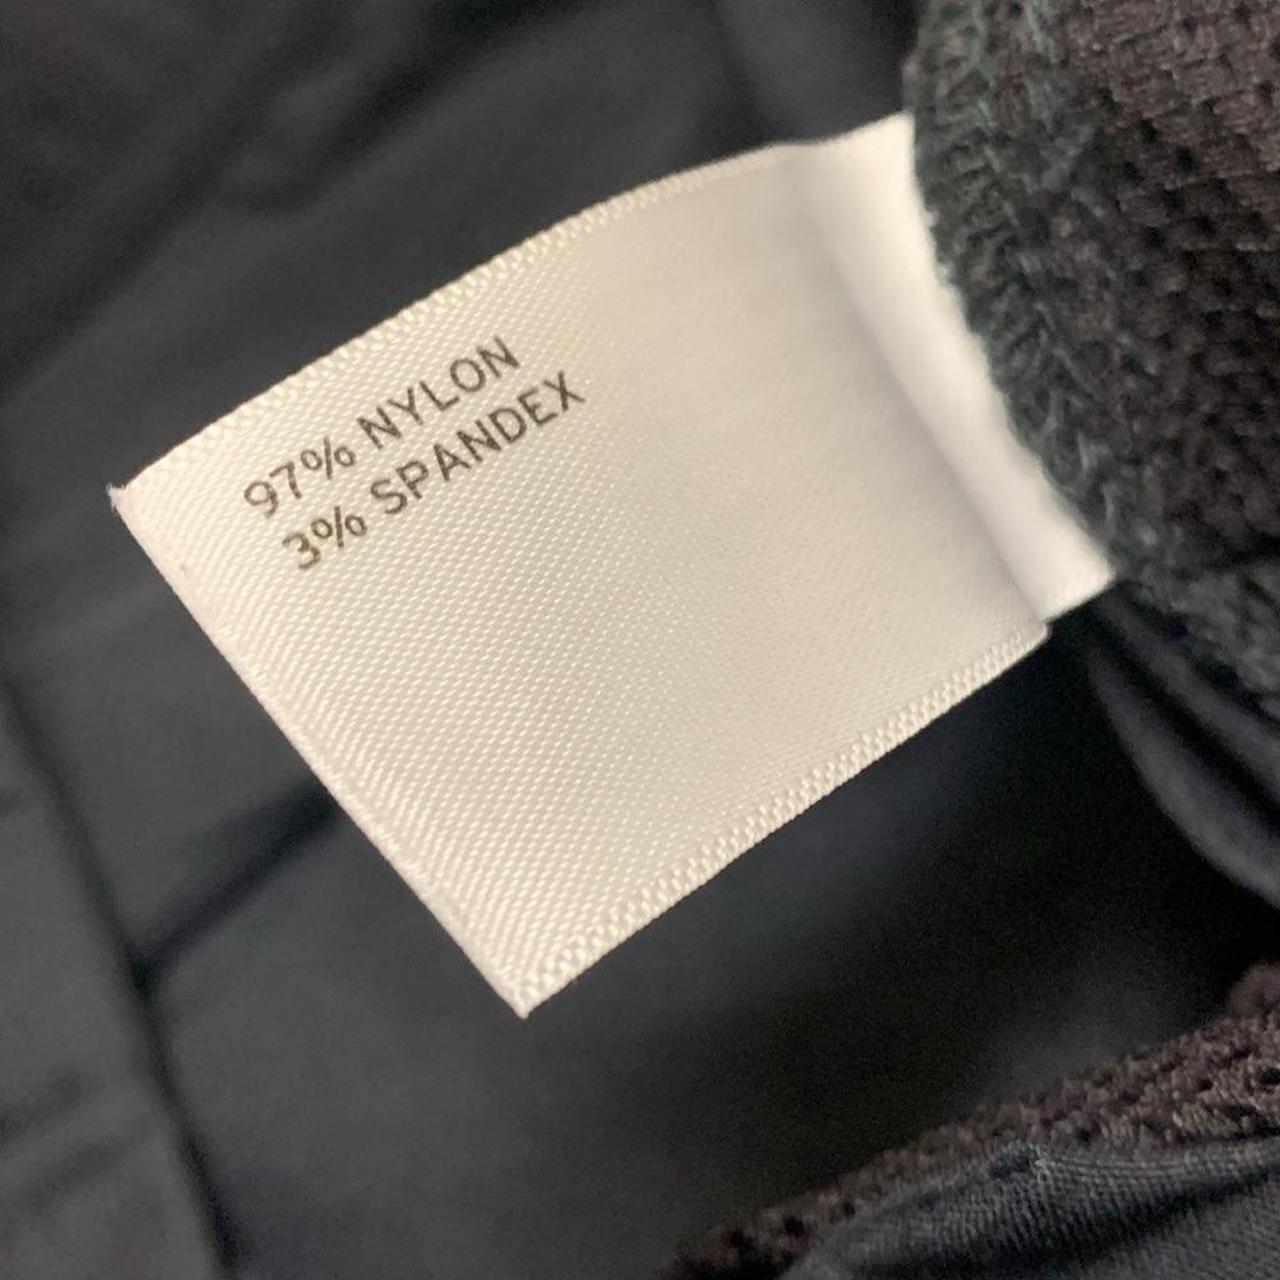 97% NYLON
3% SPANDEX